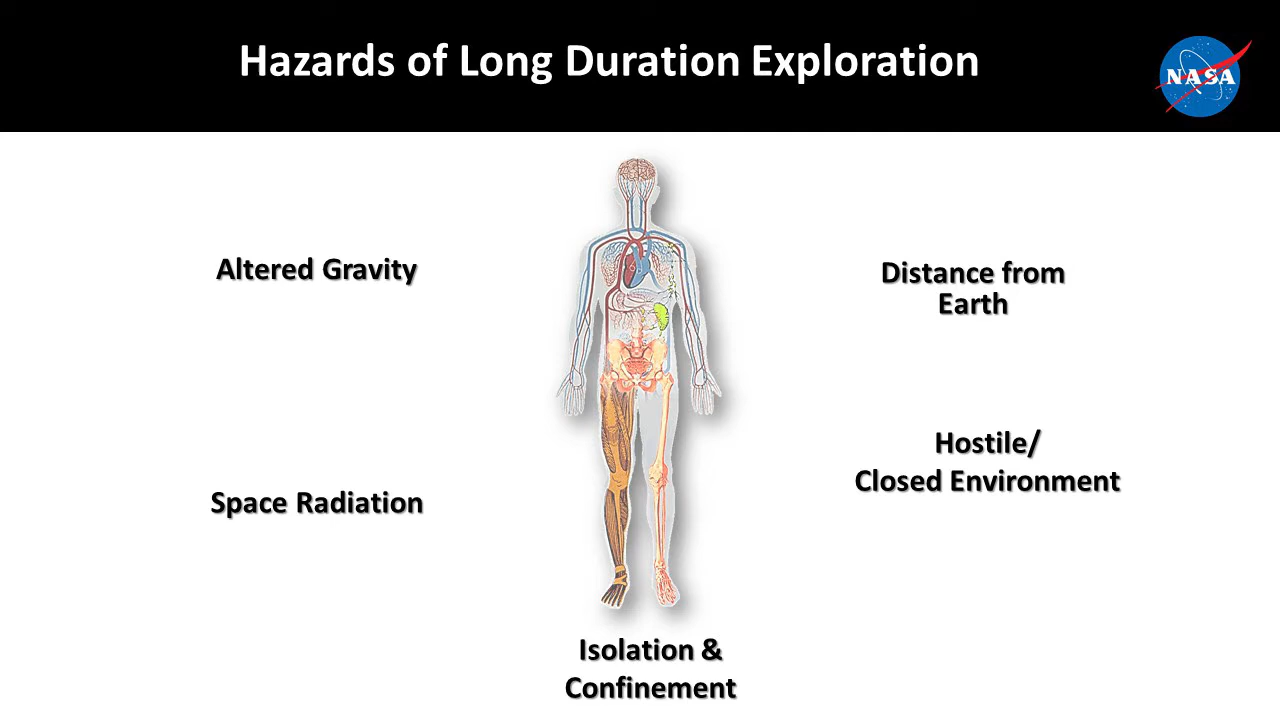 Hazards of Long Duration Exploration
NASA
Altered Gravity
Distance from
Earth
Hostile/
Closed Environment
Space Radiation
Isolation &
Confinement